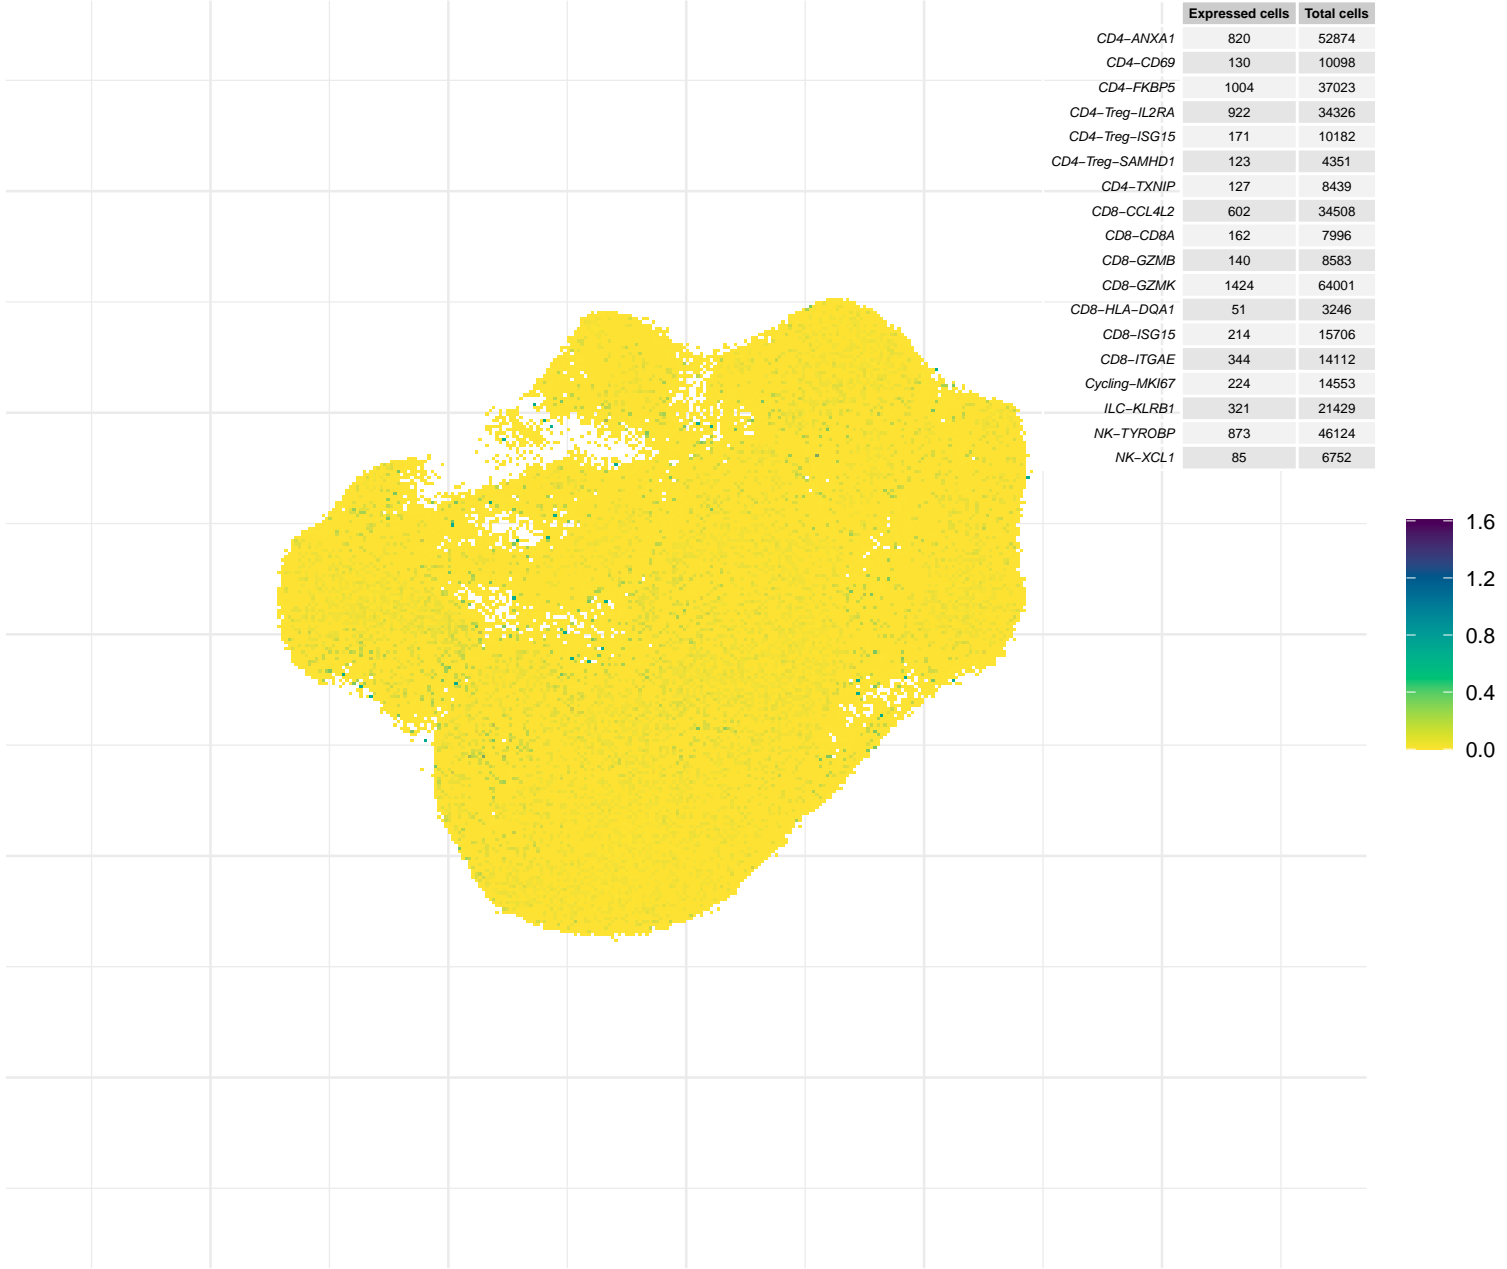 Expressed cells Total cells
CD4−ANXA1 820 52874
CD4−CD69 130 10098
CD4−FKBP5 1004 37023
CD4−Treg−IL2RA 922 34326
CD4−Treg−ISG15 171 10182
CD4−Treg−SAMHD1 123 4351
CD4−TXNIP 127 8439
CD8−CCL4L2 602 34508
CD8−CD8A 162 7996
CD8−GZMB 140 8583
CD8−GZMK 1424 64001
CD8−HLA−DQA1 51 3246
CD8−ISG15 214 15706
CD8−ITGAE 344 14112
Cycling−MKI67 224 14553
ILC−KLRB1 321 21429
NK−TYROBP 873 46124
NK−XCL1 85 6752
1.6
1.2
0.8
0.4
0.0